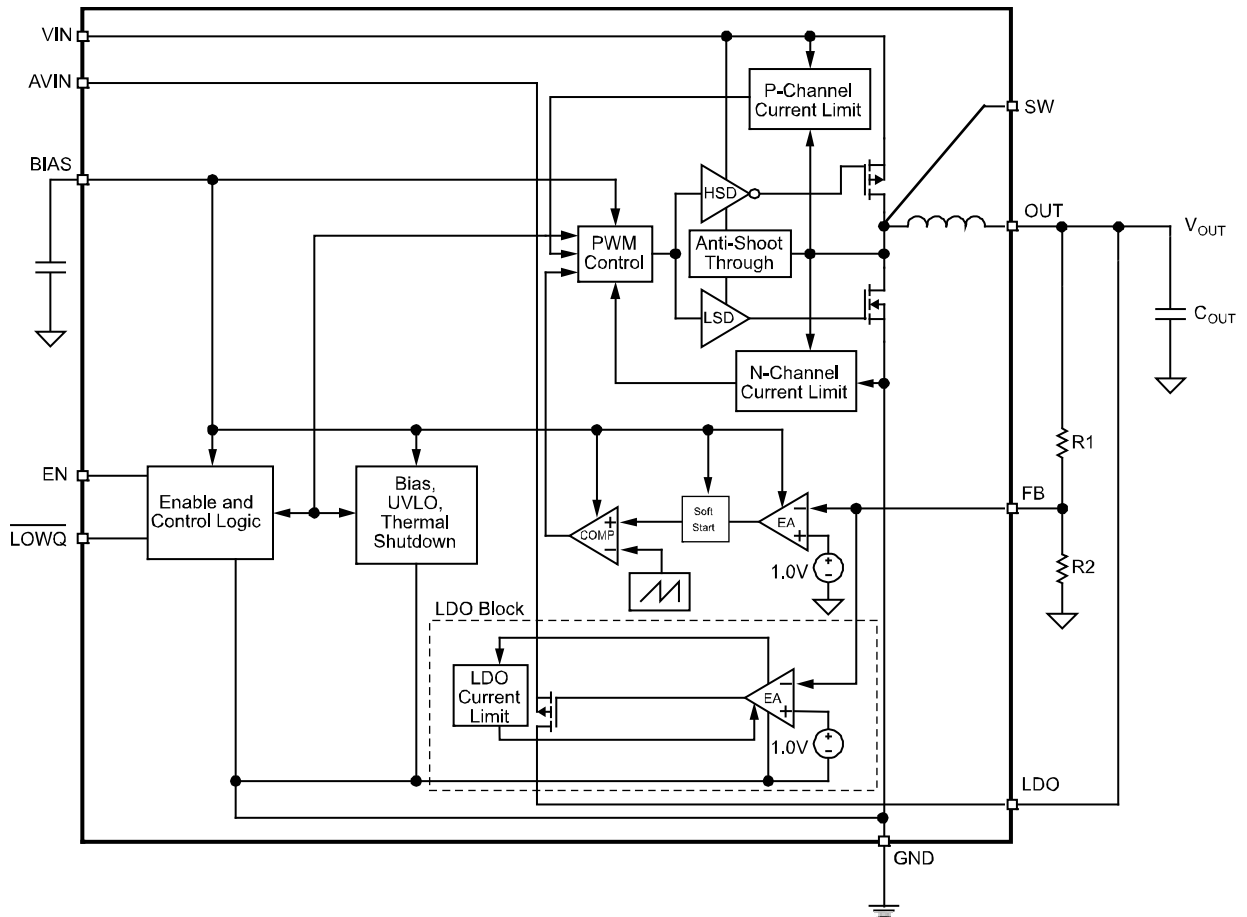 VIN
AVIN
P-Channel
Current Limit
SW
BIAS
HSD
OUT
VOUT
PWM
Control
Anti-Shoot
Through
LSD
COUT
N-Channel
Current Limit
R1
EN
Enable and
Control Logic
LOWQ
Bias,
UVLO,
Thermal
Shutdown
COMP
+
−
Soft
Start
EA
−
+
1.0V
+
−
FB
R2
LDO Block
LDO
Current
Limit
EA
−
+
1.0V
+
−
LDO
GND